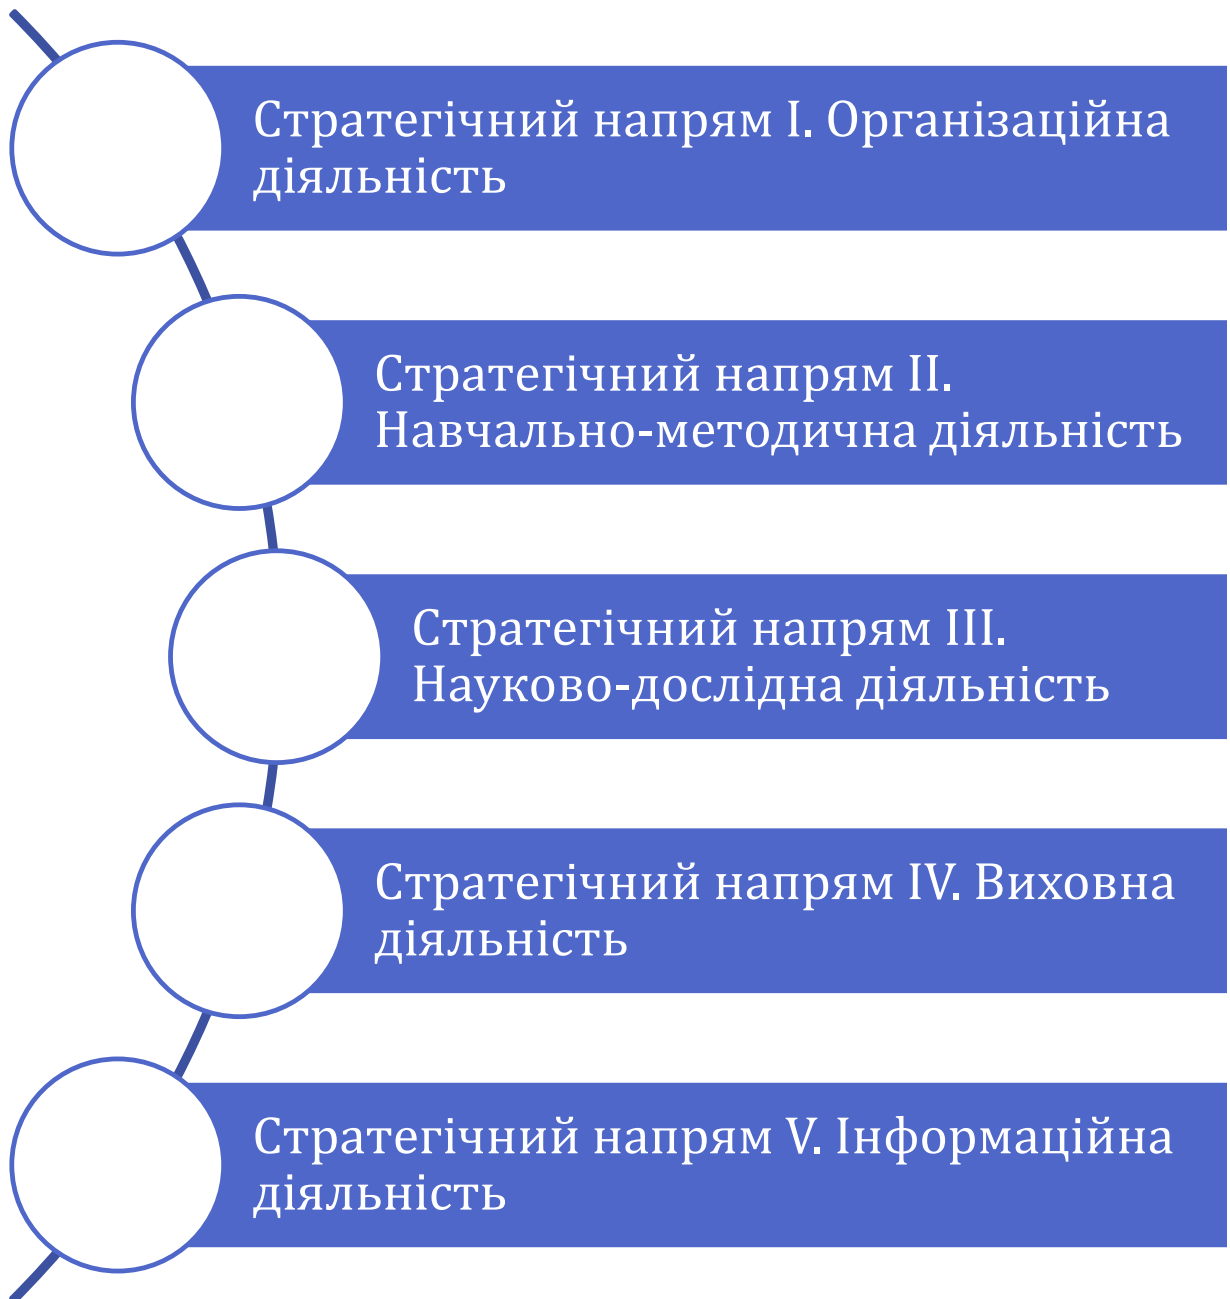 Стратегічний напрям І. Організаційна
діяльність
Стратегічний напрям ІІ.
Навчально-методична діяльність
Стратегічний напрям ІІІ.
Науково-дослідна діяльність
Стратегічний напрям IV. Виховна
діяльність
Стратегічний напрям V. Інформаційна
діяльність